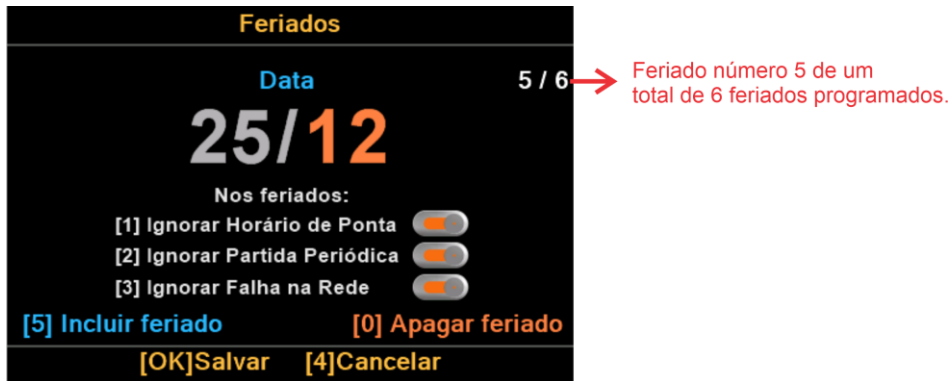 Feriados
Data
5 / 6
Feriado número 5 de um
total de 6 feriados programados.
25/12
Nos feriados:
[1] Ignorar Horário de Ponta
[2] Ignorar Partida Periódica
[3] Ignorar Falha na Rede
[5] Incluir feriado
[0] Apagar feriado
[OK]Salvar [4]Cancelar